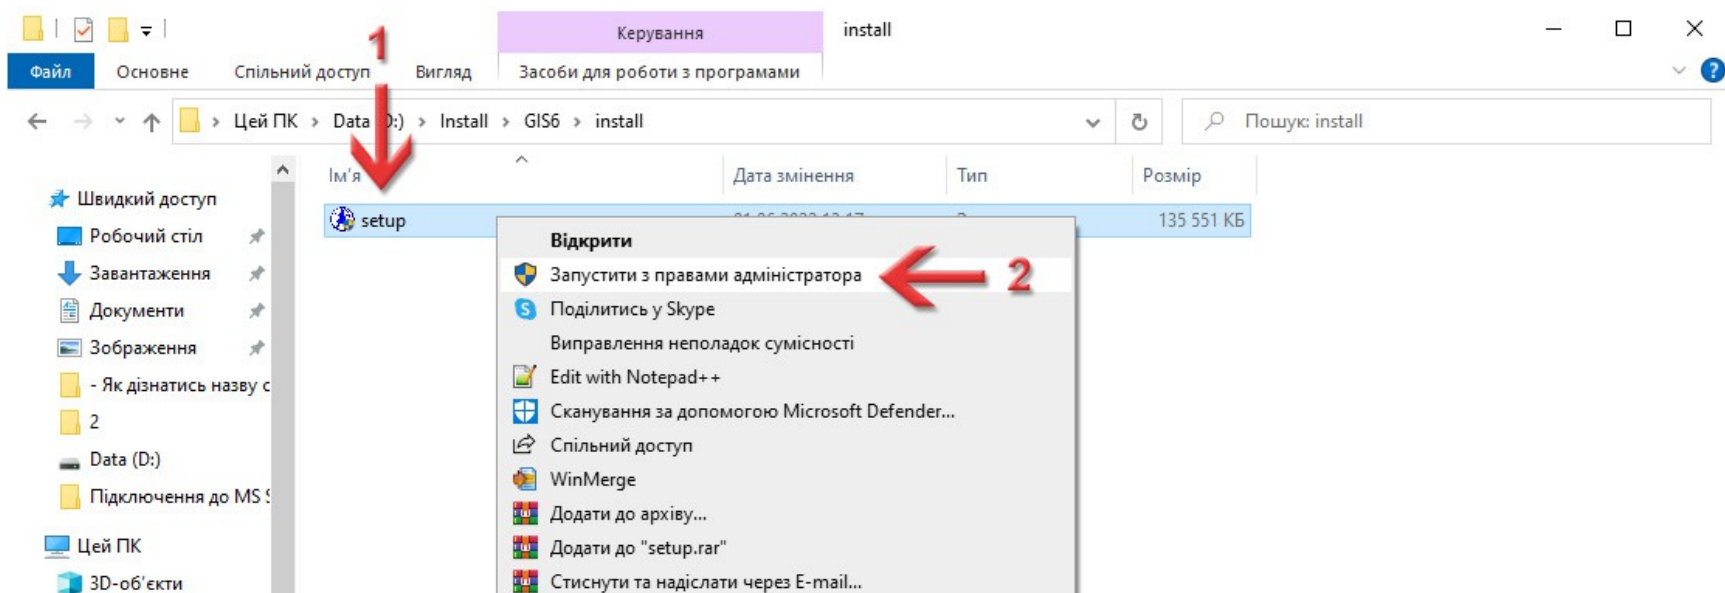 Керування
install
Файл
Основне
Спільний доступ
Вигляд
Засоби для роботи з програмами
1
Цей ПК > Data D:) > Install > GIS6 > install
Пошук: install
Ім'я
Дата змінення
Тип
Розмір
setup
135 551 КБ
Швидкий доступ
Робочий стіл
Завантаження
Документи
Зображення
- Як дізнатись назву с
2
Data (D:)
Підключення до MS
Цей ПК
3D-об'єкти
Відкрити
Запустити з правами адміністратора
2
Поділитись у Skype
Виправлення неполадок сумісності
Edit with Notepad++
Сканування за допомогою Microsoft Defender...
Спільний доступ
WinMerge
Додати до архіву...
Додати до "setup.rar"
Стиснути та надіслати через E-mail...